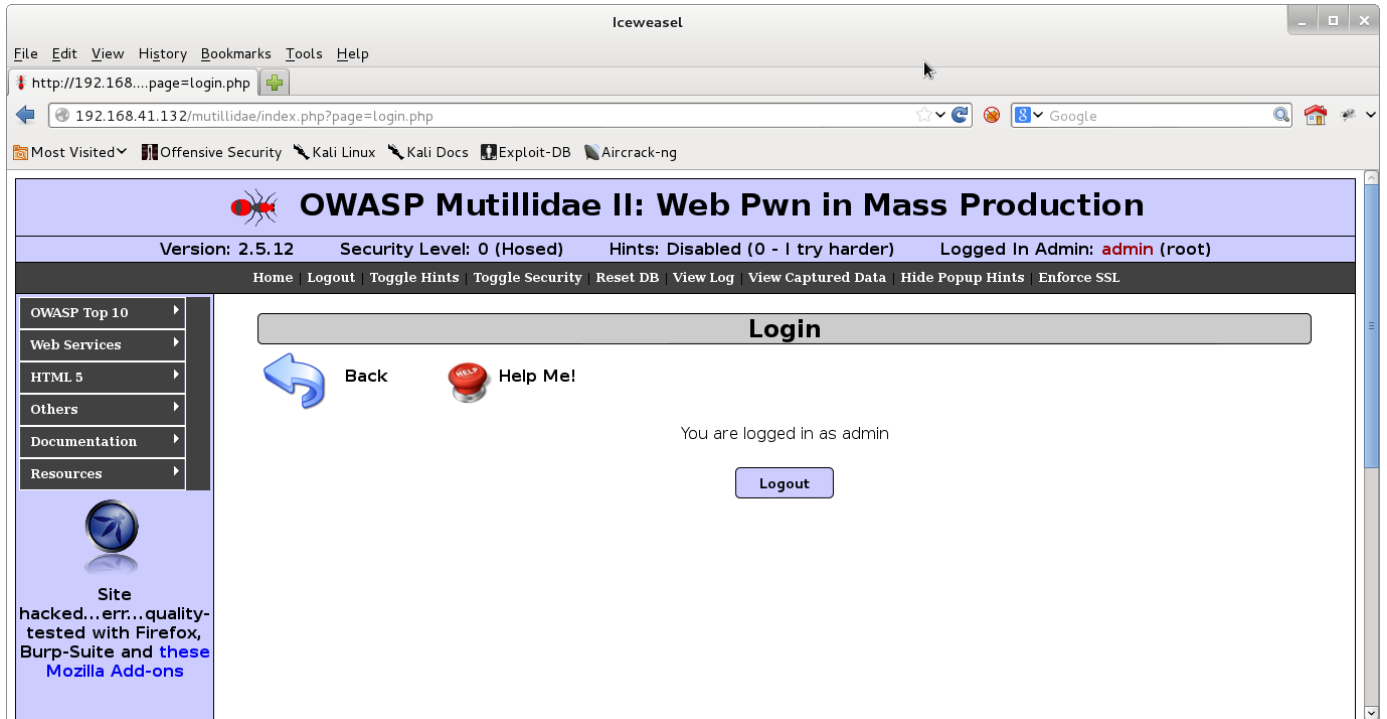 Iceweasel
File Edit View History Bookmarks Tools Help
http://192.168....page=login.php
192.168.41.132/mutillidae/index.php?page=login.php
8 Google
Most Visited Offensive Security Kali Linux Kali Docs Exploit-DB Aircrack-ng
OWASP Mutillidae II: Web Pwn in Mass Production
Version: 2.5.12 Security Level: 0 (Hosed) Hints: Disabled (0 - I try harder) Logged In Admin: admin (root)
Home | Logout | Toggle Hints | Toggle Security | Reset DB | View Log | View Captured Data | Hide Popup Hints | Enforce SSL
OWASP Top 10
Web Services
HTML 5
Others
Documentation
Resources
Login
Back
HELP
Help Me!
You are logged in as admin
Logout
Site
hacked...err...quality-
tested with Firefox,
Burp-Suite and these
Mozilla Add-ons